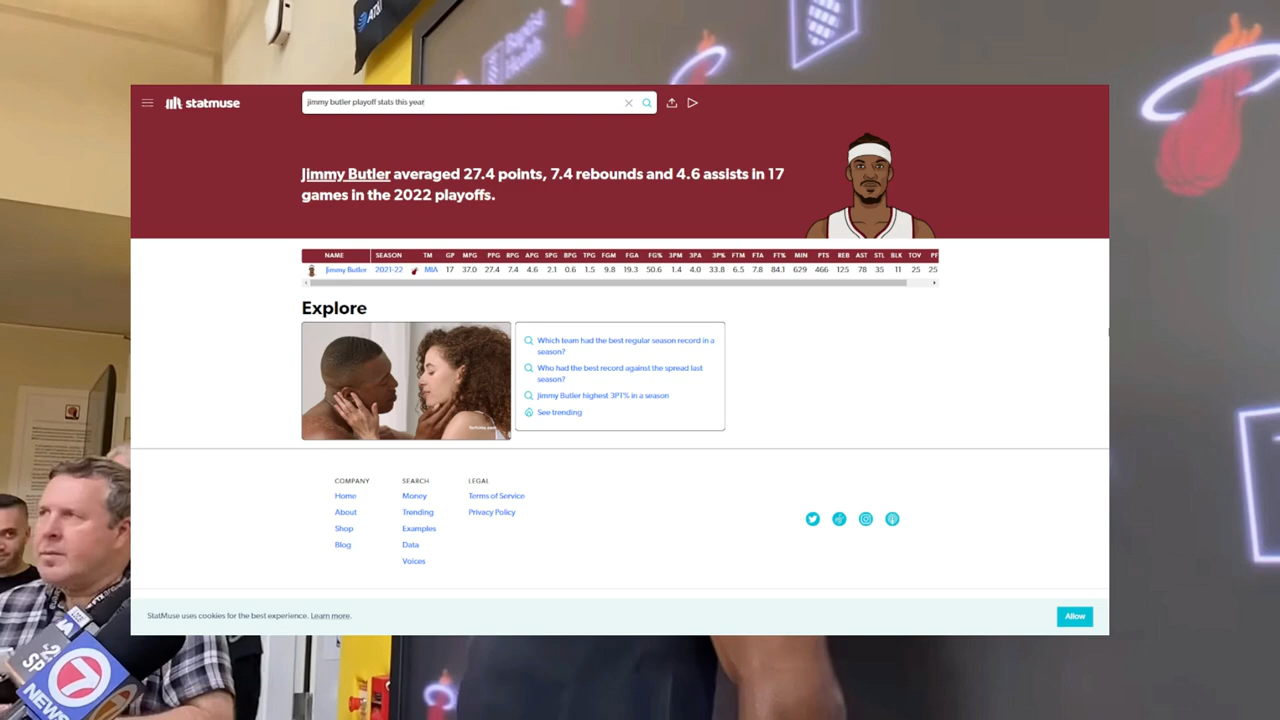 AT&T
Baptist
Health
statmuse
jimmy butler playoff stats this year
Jimmy Butler averaged 27.4 points, 7.4 rebounds and 4.6 assists in 17
games in the 2022 playoffs.
NAME SEASON TM GP MPG PPG RPG APG SPG BPG TPG FGM FGA FG% 3PM 3PA 3P% FTM FTA FT% MIN PTS REB AST STL BLK TOV PF
Jimmy Butler 2021-22 MIA 17 37.0 27.4 7.4 4.6 2.1 0.6 1.5 9.8 19.3 50.6 1.4 4.0 33.8 6.5 7.8 84.1 629 466 125 78 35 11 25 25
Explore
Which team had the best regular season record in a
season?
Who had the best record against the spread last
season?
Jimmy Butler highest 3PT% in a season
See trending
COMPANY SEARCH LEGAL
Home Money Terms of Service
About Trending Privacy Policy
Shop Examples
Blog Data
Voices
StatMuse uses cookies for the best experience. Learn more.
Allow
7
NEWS